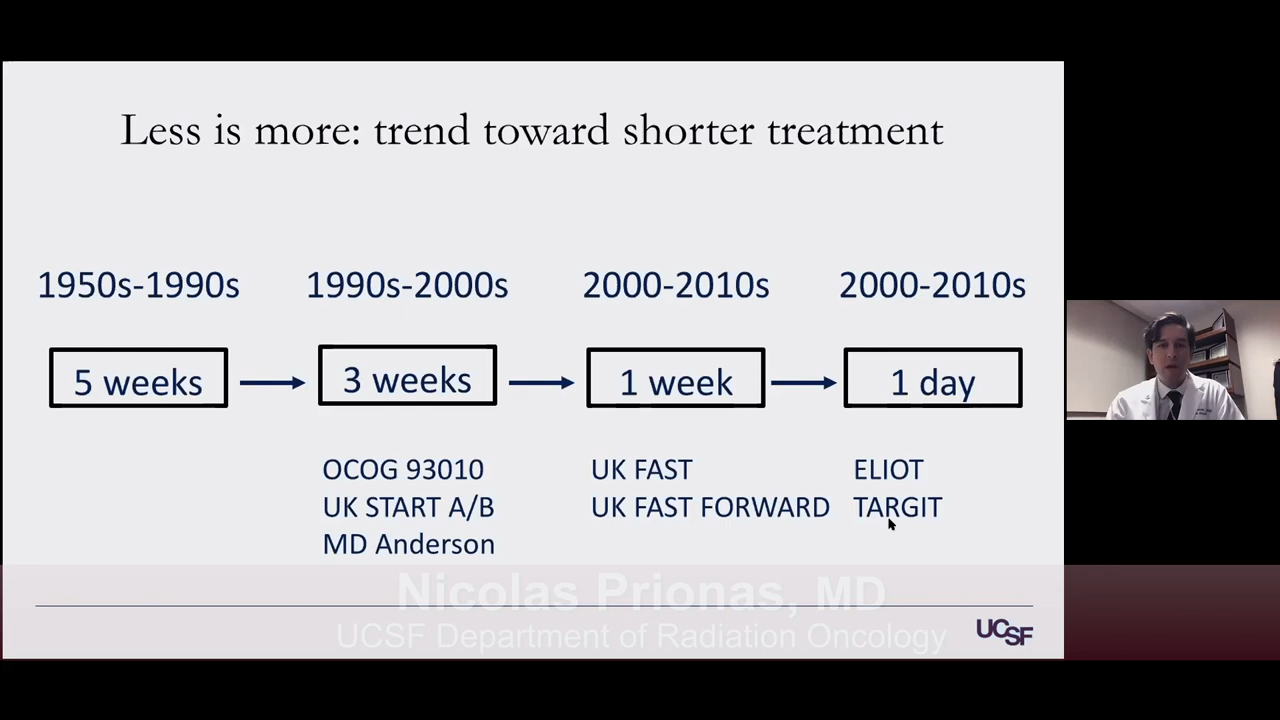 Less is more: trend toward shorter treatment
1950s-1990s
1990s-2000s
2000-2010s
2000-2010s
5 weeks
3 weeks
1 week
1 day
OCOG 93010
UK START A/B
MD Anderson
UK FAST
UK FAST FORWARD
ELIOT
TARGIT
Nicolas Prionas, MD
UCSF Department of Radiation Oncology
UCSF